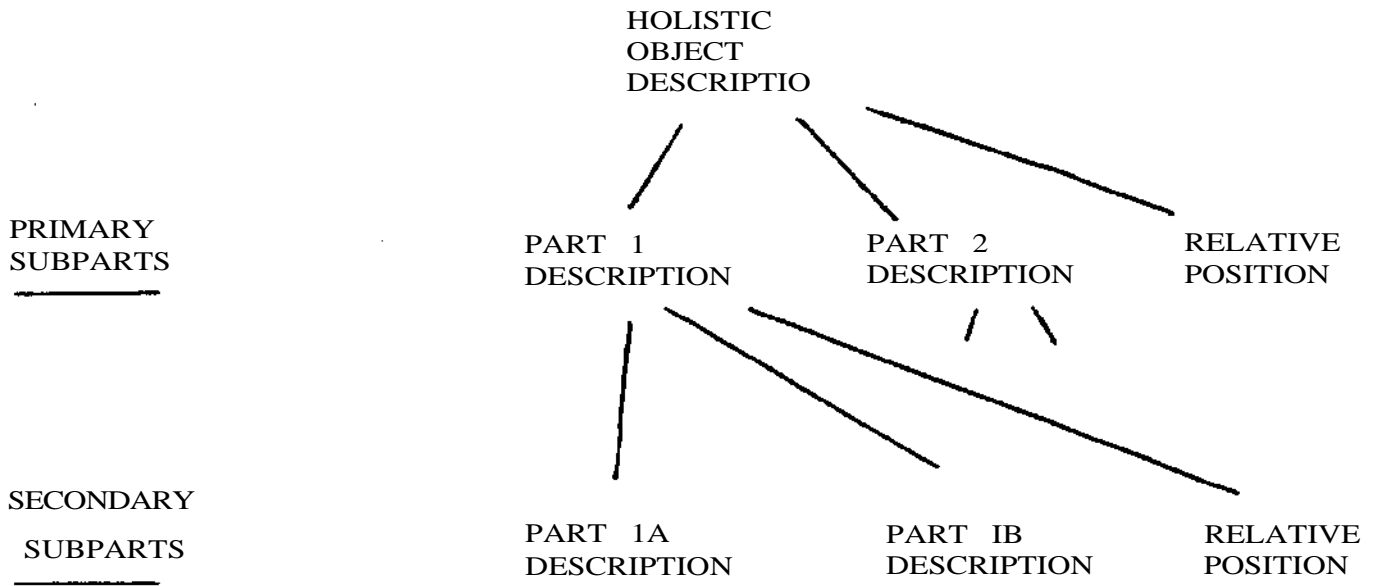 HOLISTIC
OBJECT
DESCRIPTIO
PRIMARY
SUBPARTS
PART 1
DESCRIPTION
PART 2
DESCRIPTION
RELATIVE
POSITION
SECONDARY
SUBPARTS
PART 1A
DESCRIPTION
PART IB
DESCRIPTION
RELATIVE
POSITION